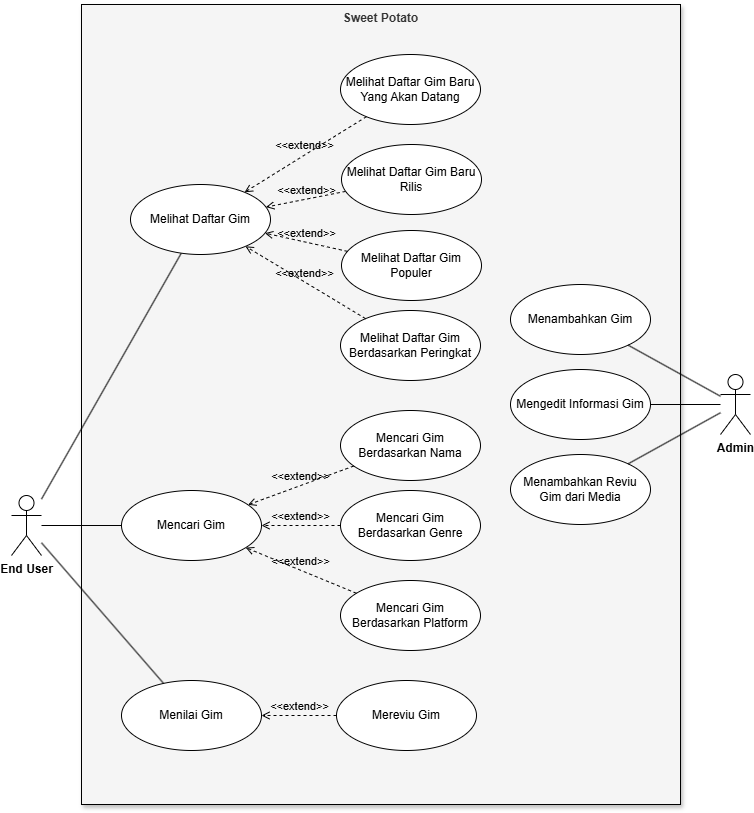 Sweet Potato
Melihat Daftar Gim Baru
Yang Akan Datang
<<extend>>
Melihat Daftar Gim Baru
Rilis
<<extend>>
Melihat Daftar Gim
<<extend>>
Melihat Daftar Gim
Populer
<<extend>>
Melihat Daftar Gim
Berdasarkan Peringkat
Menambahkan Gim
Mengedit Informasi Gim
Admin
Menambahkan Reviu
Gim dari Media
Mencari Gim
Berdasarkan Nama
<<extend>>
Mencari Gim
<<extend>>
Mencari Gim
Berdasarkan Genre
<<extend>>
End User
Mencari Gim
Berdasarkan Platform
Menilai Gim
<<extend>>
Mereviu Gim